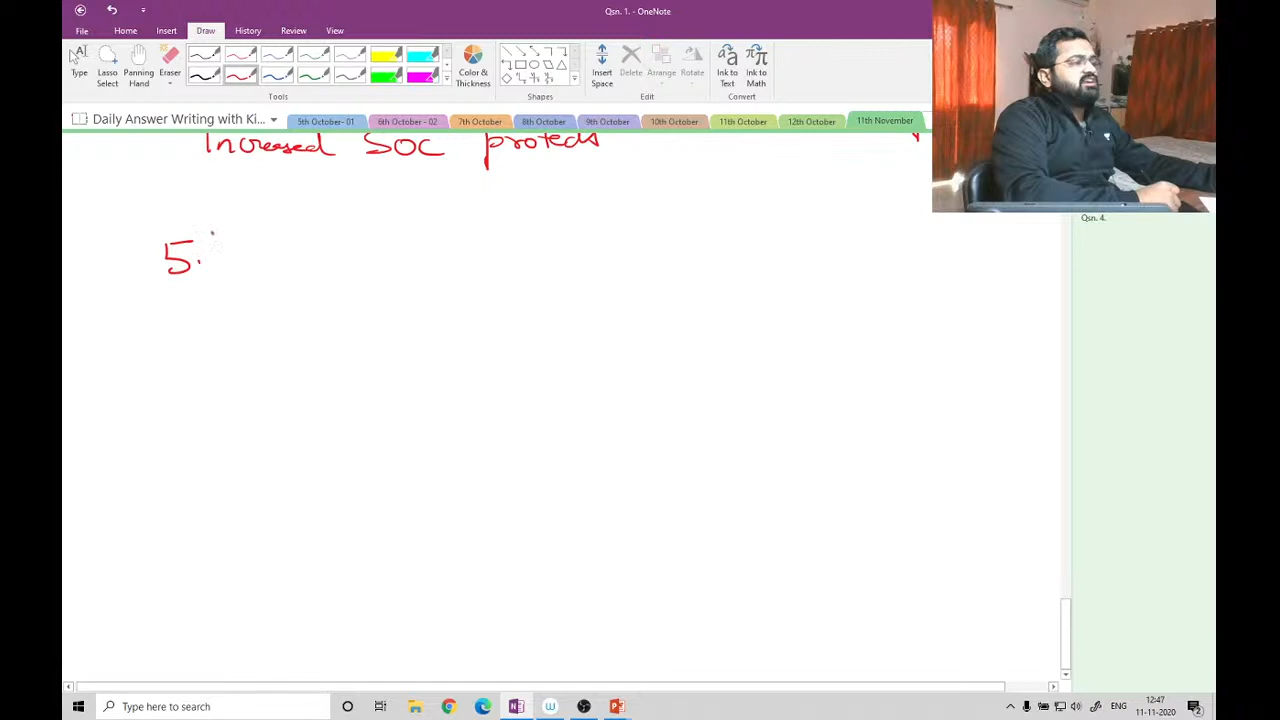 Qsn. 1. - OneNote
File Home Insert Draw History Review View
Type
Lasso Select
Panning Hand
Eraser
Color & Thickness
Insert Space
Delete
Arrange
Rotate
Ink to Text
Ink to Math
Tools
Shapes
Edit
Convert
Daily Answer Writing with Ki...
5th October- 01
6th October - 02
7th October
8th October
9th October
10th October
11th October
12th October
11th November
Increased SOC protects
Qsn. 4.
5.
Type here to search
ENG
12:47
11-11-2020
2